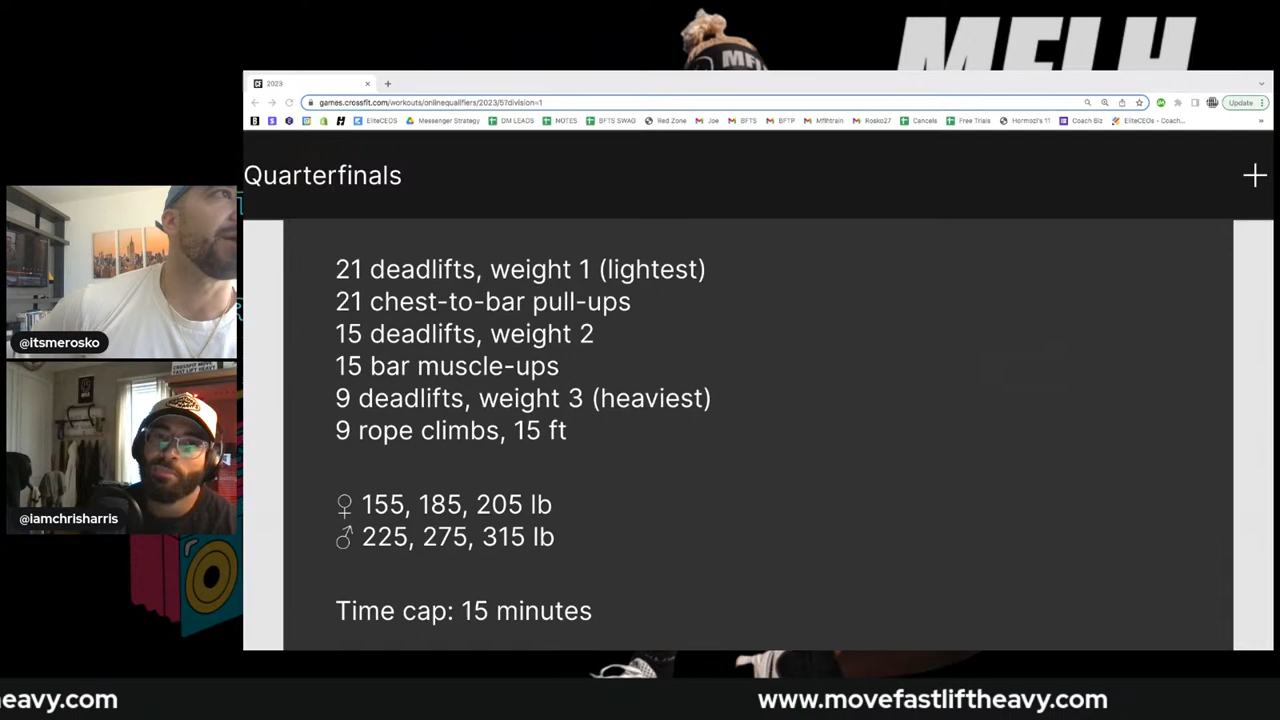 MFLH
MFLH
2023
games.crossfit.com/workouts/onlinequalifiers/2023/5?division=1
Update
EliteCEOs
Messenger Strategy
DM LEADS
NOTES
BFTS SWAG
Red Zone
Joe
BFTS
BFTP
Mflhtrain
Rosko27
Cancels
Free Trials
Hormozi's 11
Coach Biz
EliteCEOs - Coach...
»
Quarterfinals
21 deadlifts, weight 1 (lightest)
21 chest-to-bar pull-ups
15 deadlifts, weight 2
15 bar muscle-ups
9 deadlifts, weight 3 (heaviest)
9 rope climbs, 15 ft
♀ 155, 185, 205 lb
♂ 225, 275, 315 lb
Time cap: 15 minutes
@itsmerosko
@iamchrisharris
heavy.com
www.movefastliftheavy.com